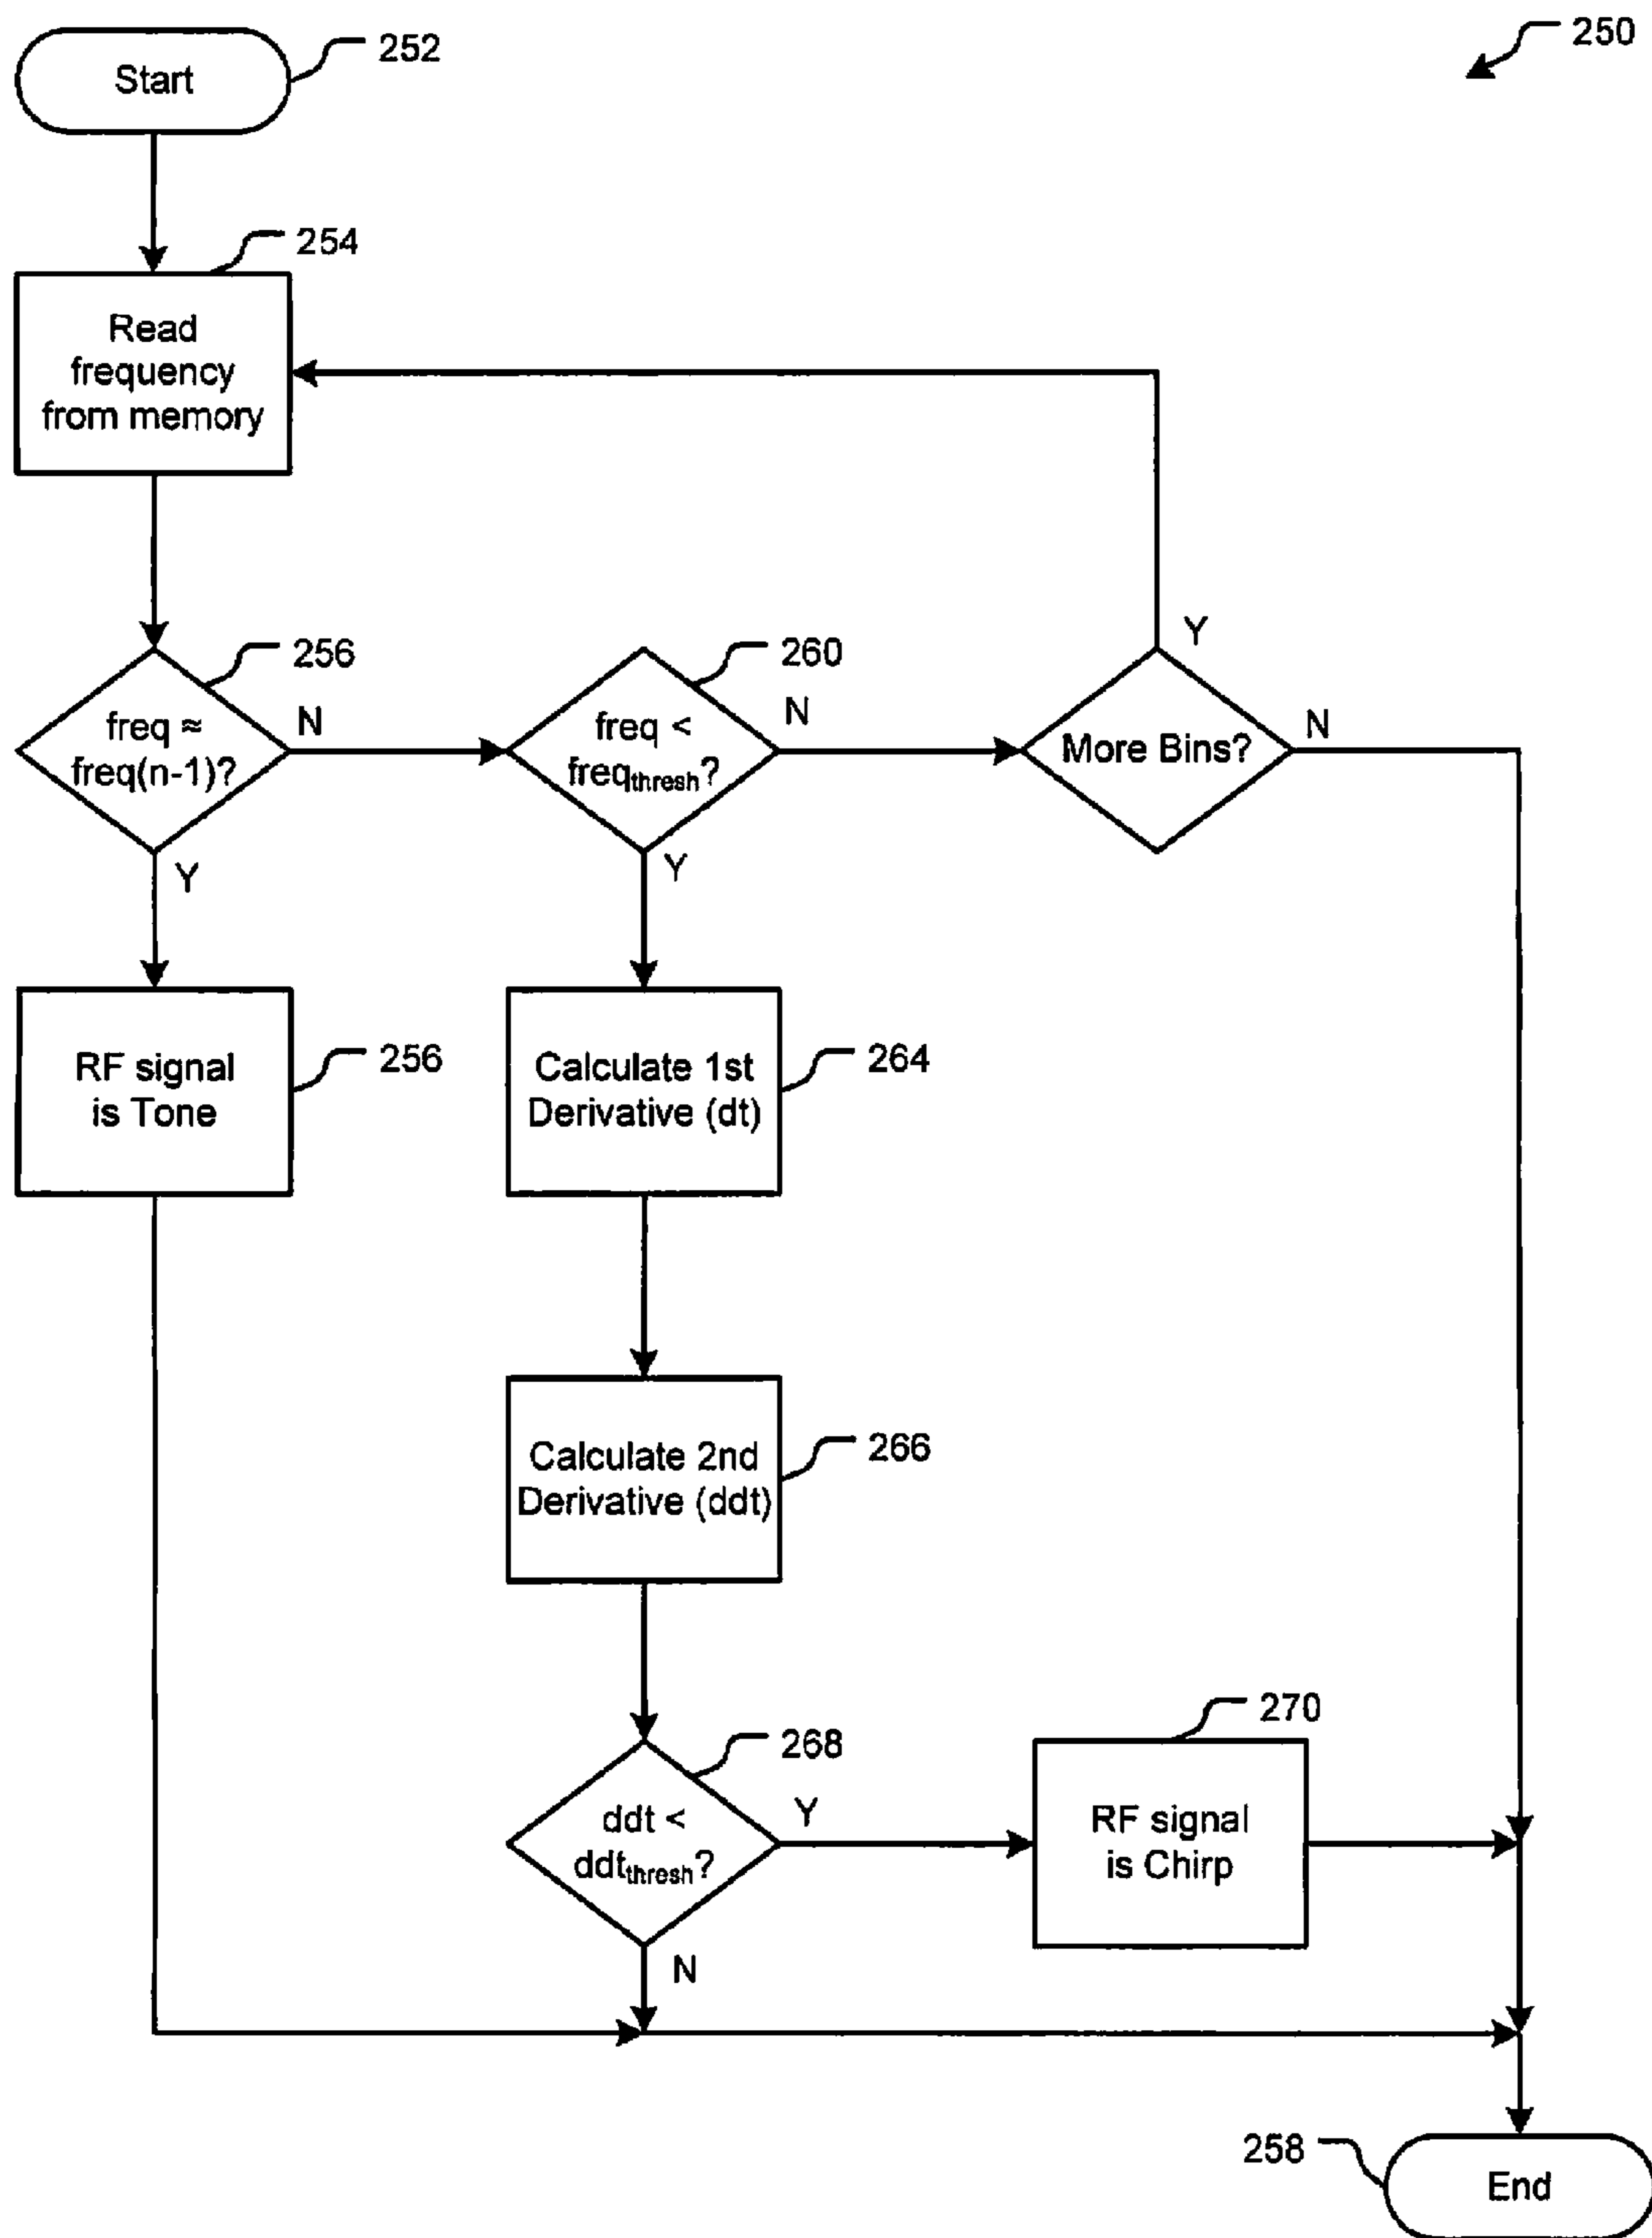 250
Start
252
254
Read
frequency
from memory
256
freq ≈
freq(n-1)?
N
Y
260
freq <
freqthresh?
N
Y
More Bins?
Y
N
RF signal
is Tone
256
Calculate 1st
Derivative (dt)
264
Calculate 2nd
Derivative (ddt)
266
268
ddt <
ddtthresh?
Y
N
270
RF signal
is Chirp
258
End